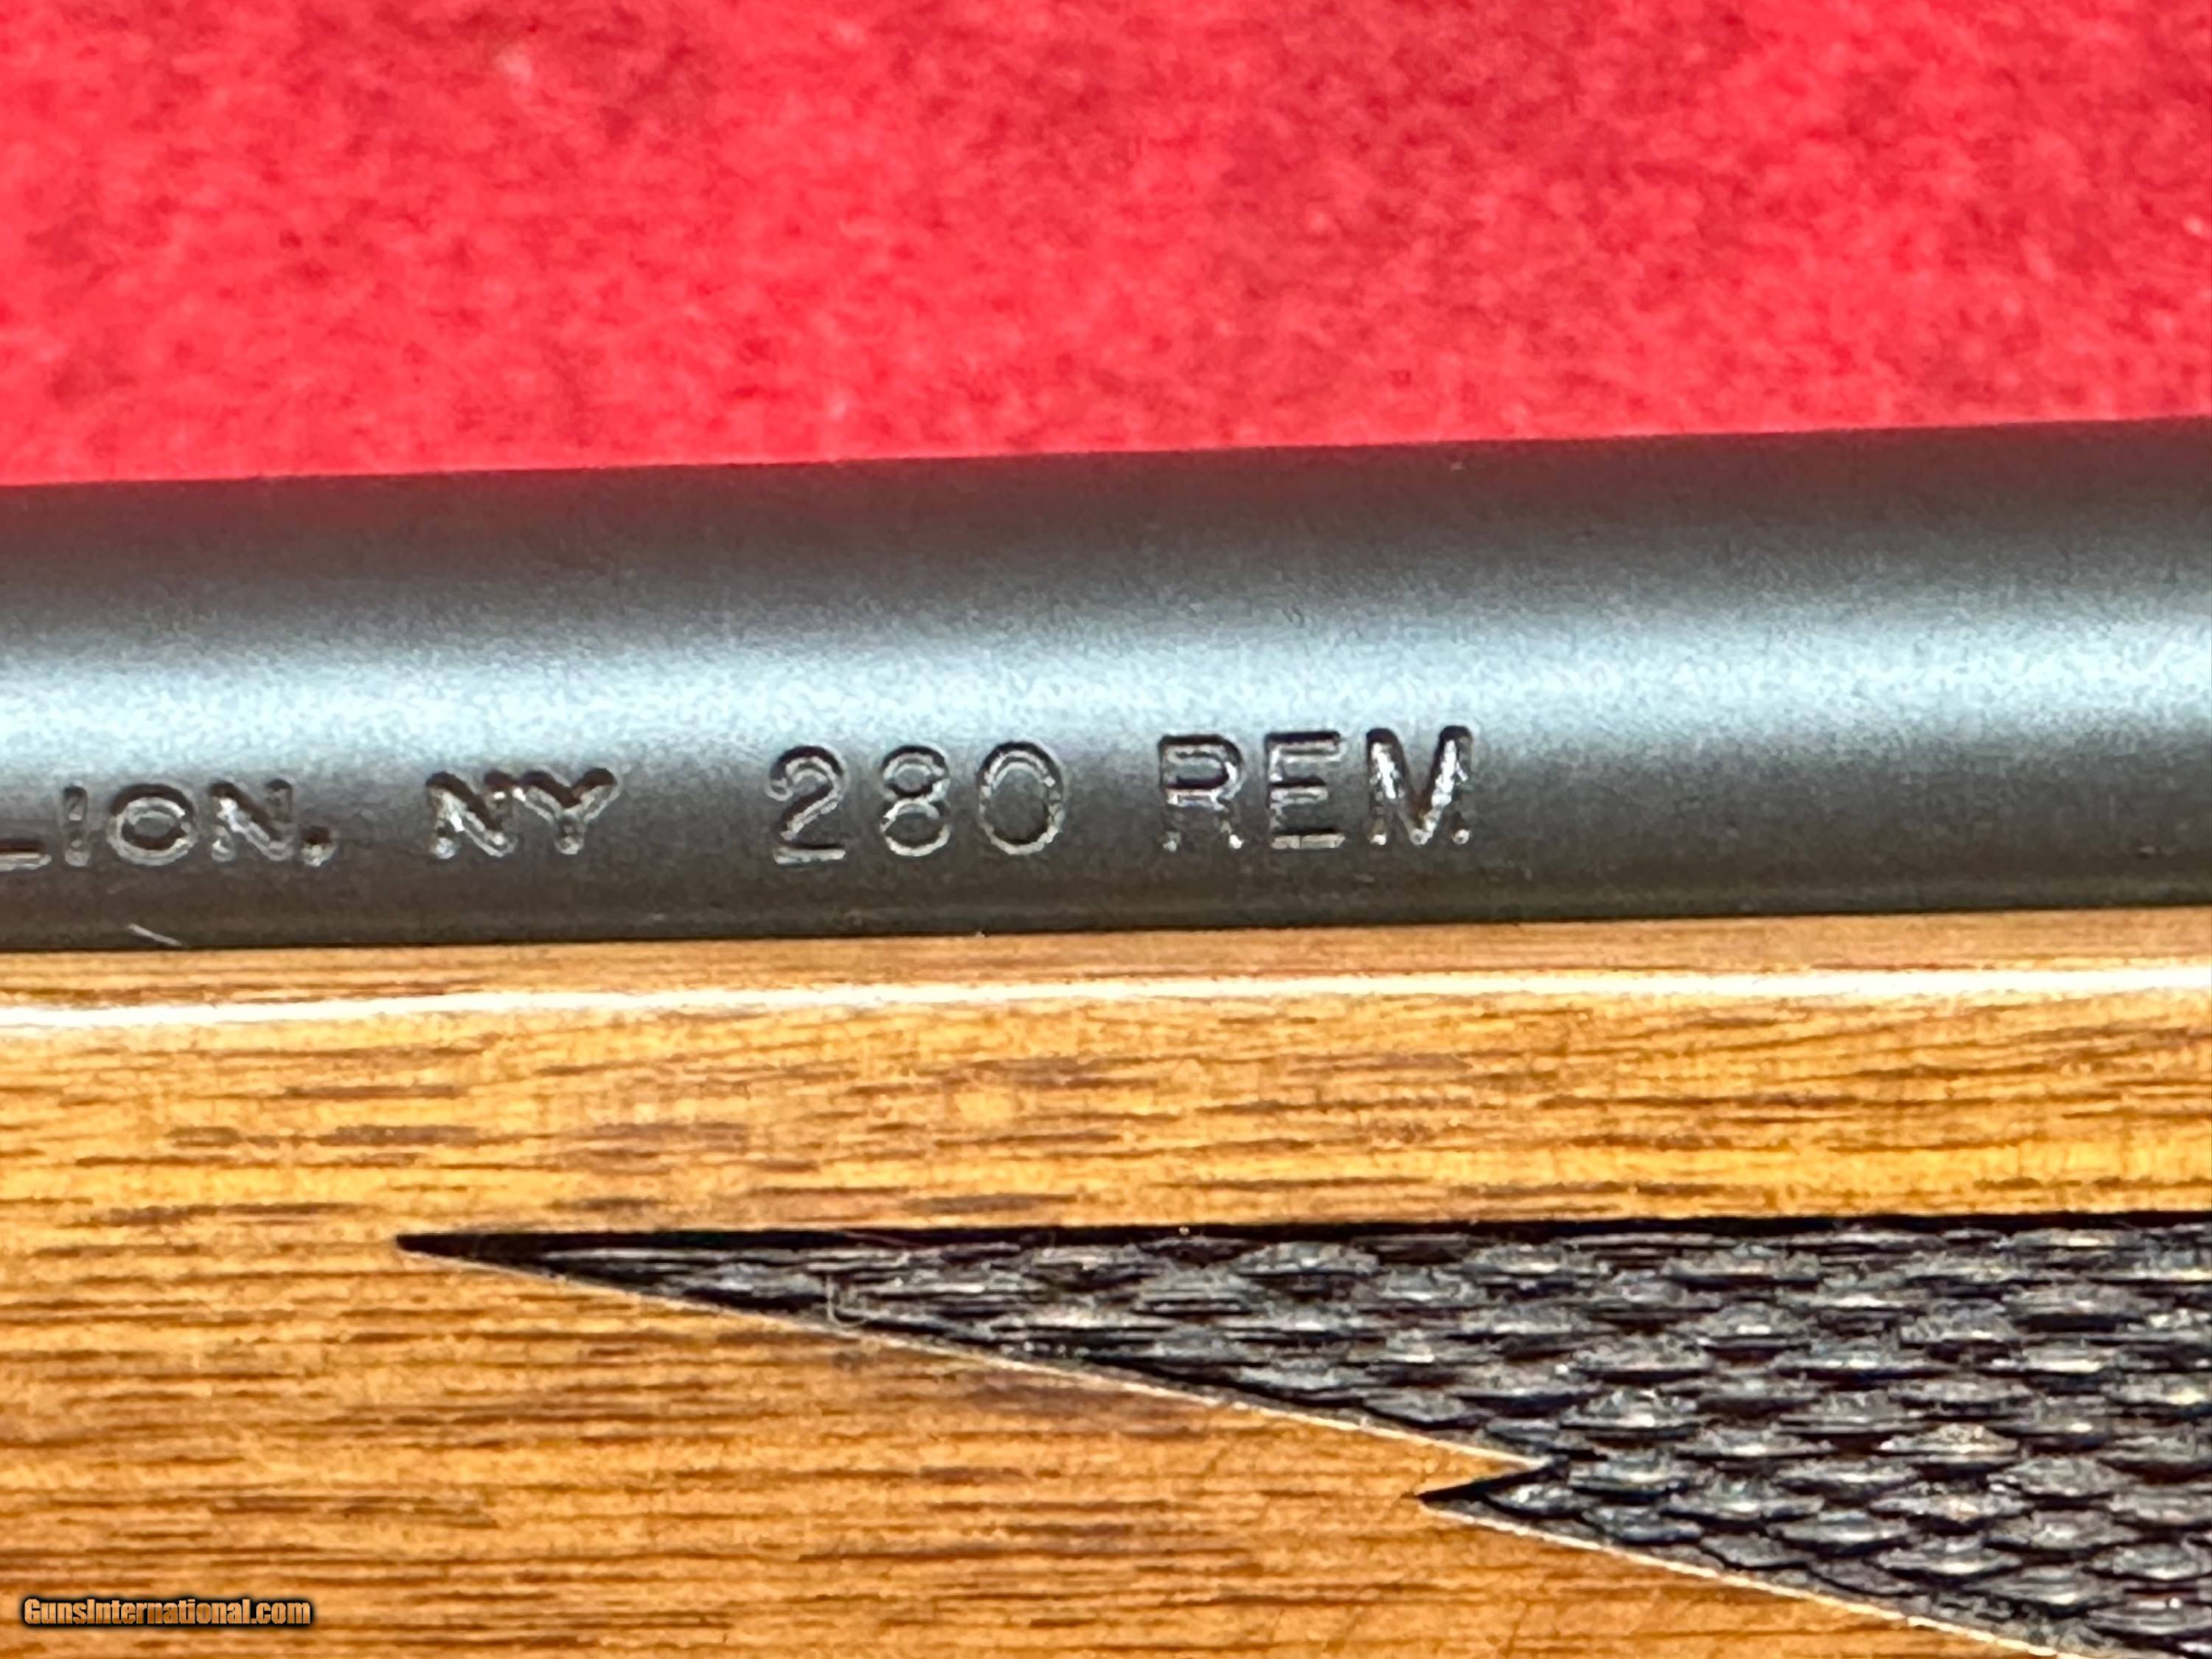 LION, NY 280 REM
GunsInternational.com